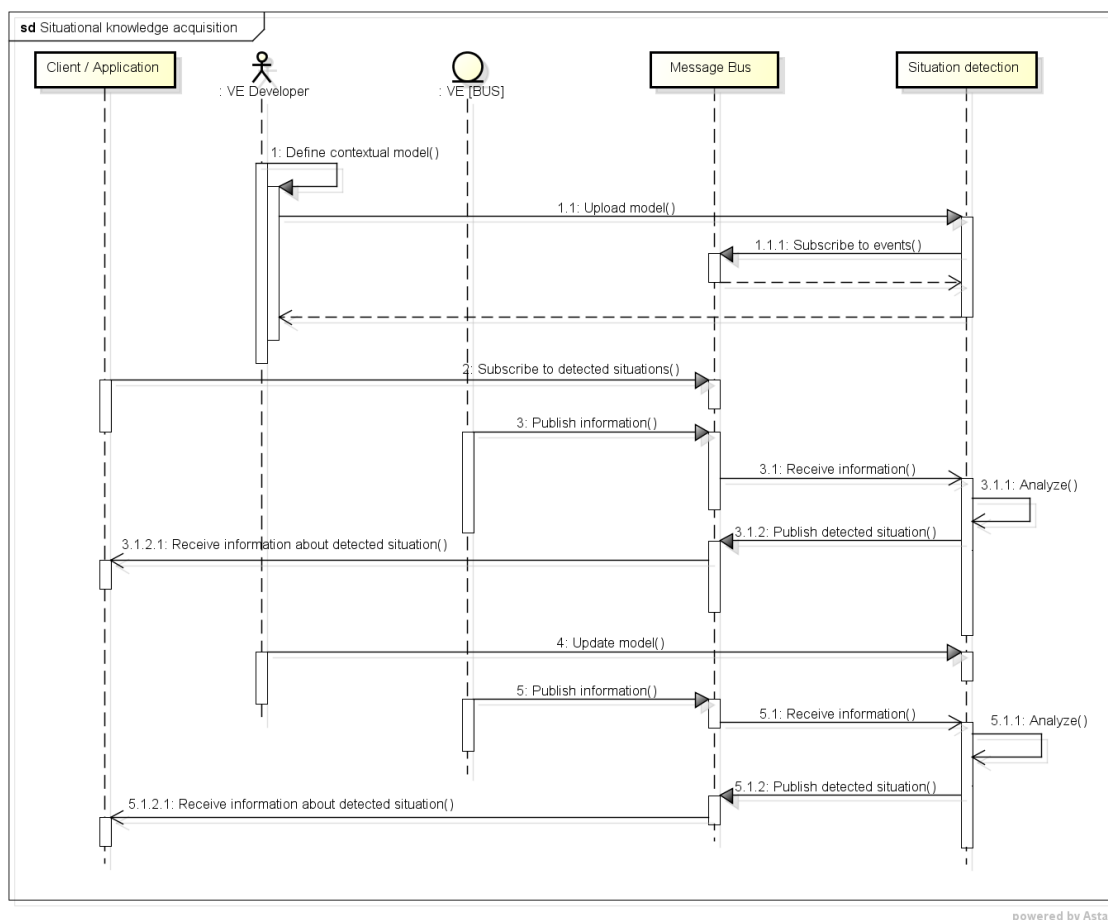 sd Situational knowledge acquisition
Client / Application
: VE Developer
: VE [BUS]
Message Bus
Situation detection
1: Define contextual model()
1.1: Upload model()
1.1.1: Subscribe to events()
2: Subscribe to detected situations()
3: Publish information()
3.1: Receive information()
3.1.1: Analyze()
3.1.2: Publish detected situation()
3.1.2.1: Receive information about detected situation()
4: Update model()
5: Publish information()
5.1: Receive information()
5.1.1: Analyze()
5.1.2: Publish detected situation()
5.1.2.1: Receive information about detected situation()
powered by Asta